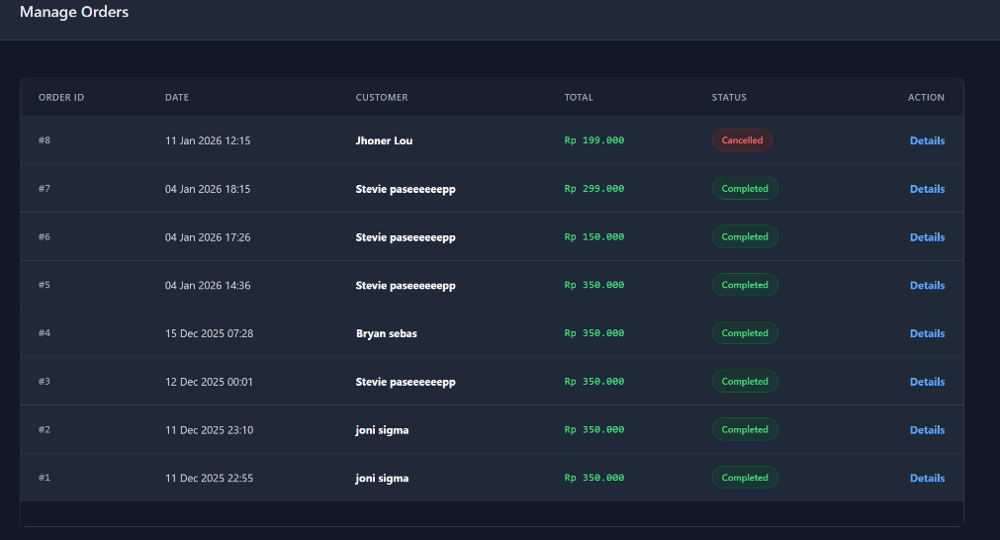 Manage Orders
ORDER ID DATE CUSTOMER TOTAL STATUS ACTION
#8 11 Jan 2026 12:15 Jhoner Lou Rp 199.000 Cancelled Details
#7 04 Jan 2026 18:15 Stevie paseeeeeepp Rp 299.000 Completed Details
#6 04 Jan 2026 17:26 Stevie paseeeeeepp Rp 150.000 Completed Details
#5 04 Jan 2026 14:36 Stevie paseeeeeepp Rp 350.000 Completed Details
#4 15 Dec 2025 07:28 Bryan sebas Rp 350.000 Completed Details
#3 12 Dec 2025 00:01 Stevie paseeeeeepp Rp 350.000 Completed Details
#2 11 Dec 2025 23:10 joni sigma Rp 350.000 Completed Details
#1 11 Dec 2025 22:55 joni sigma Rp 350.000 Completed Details